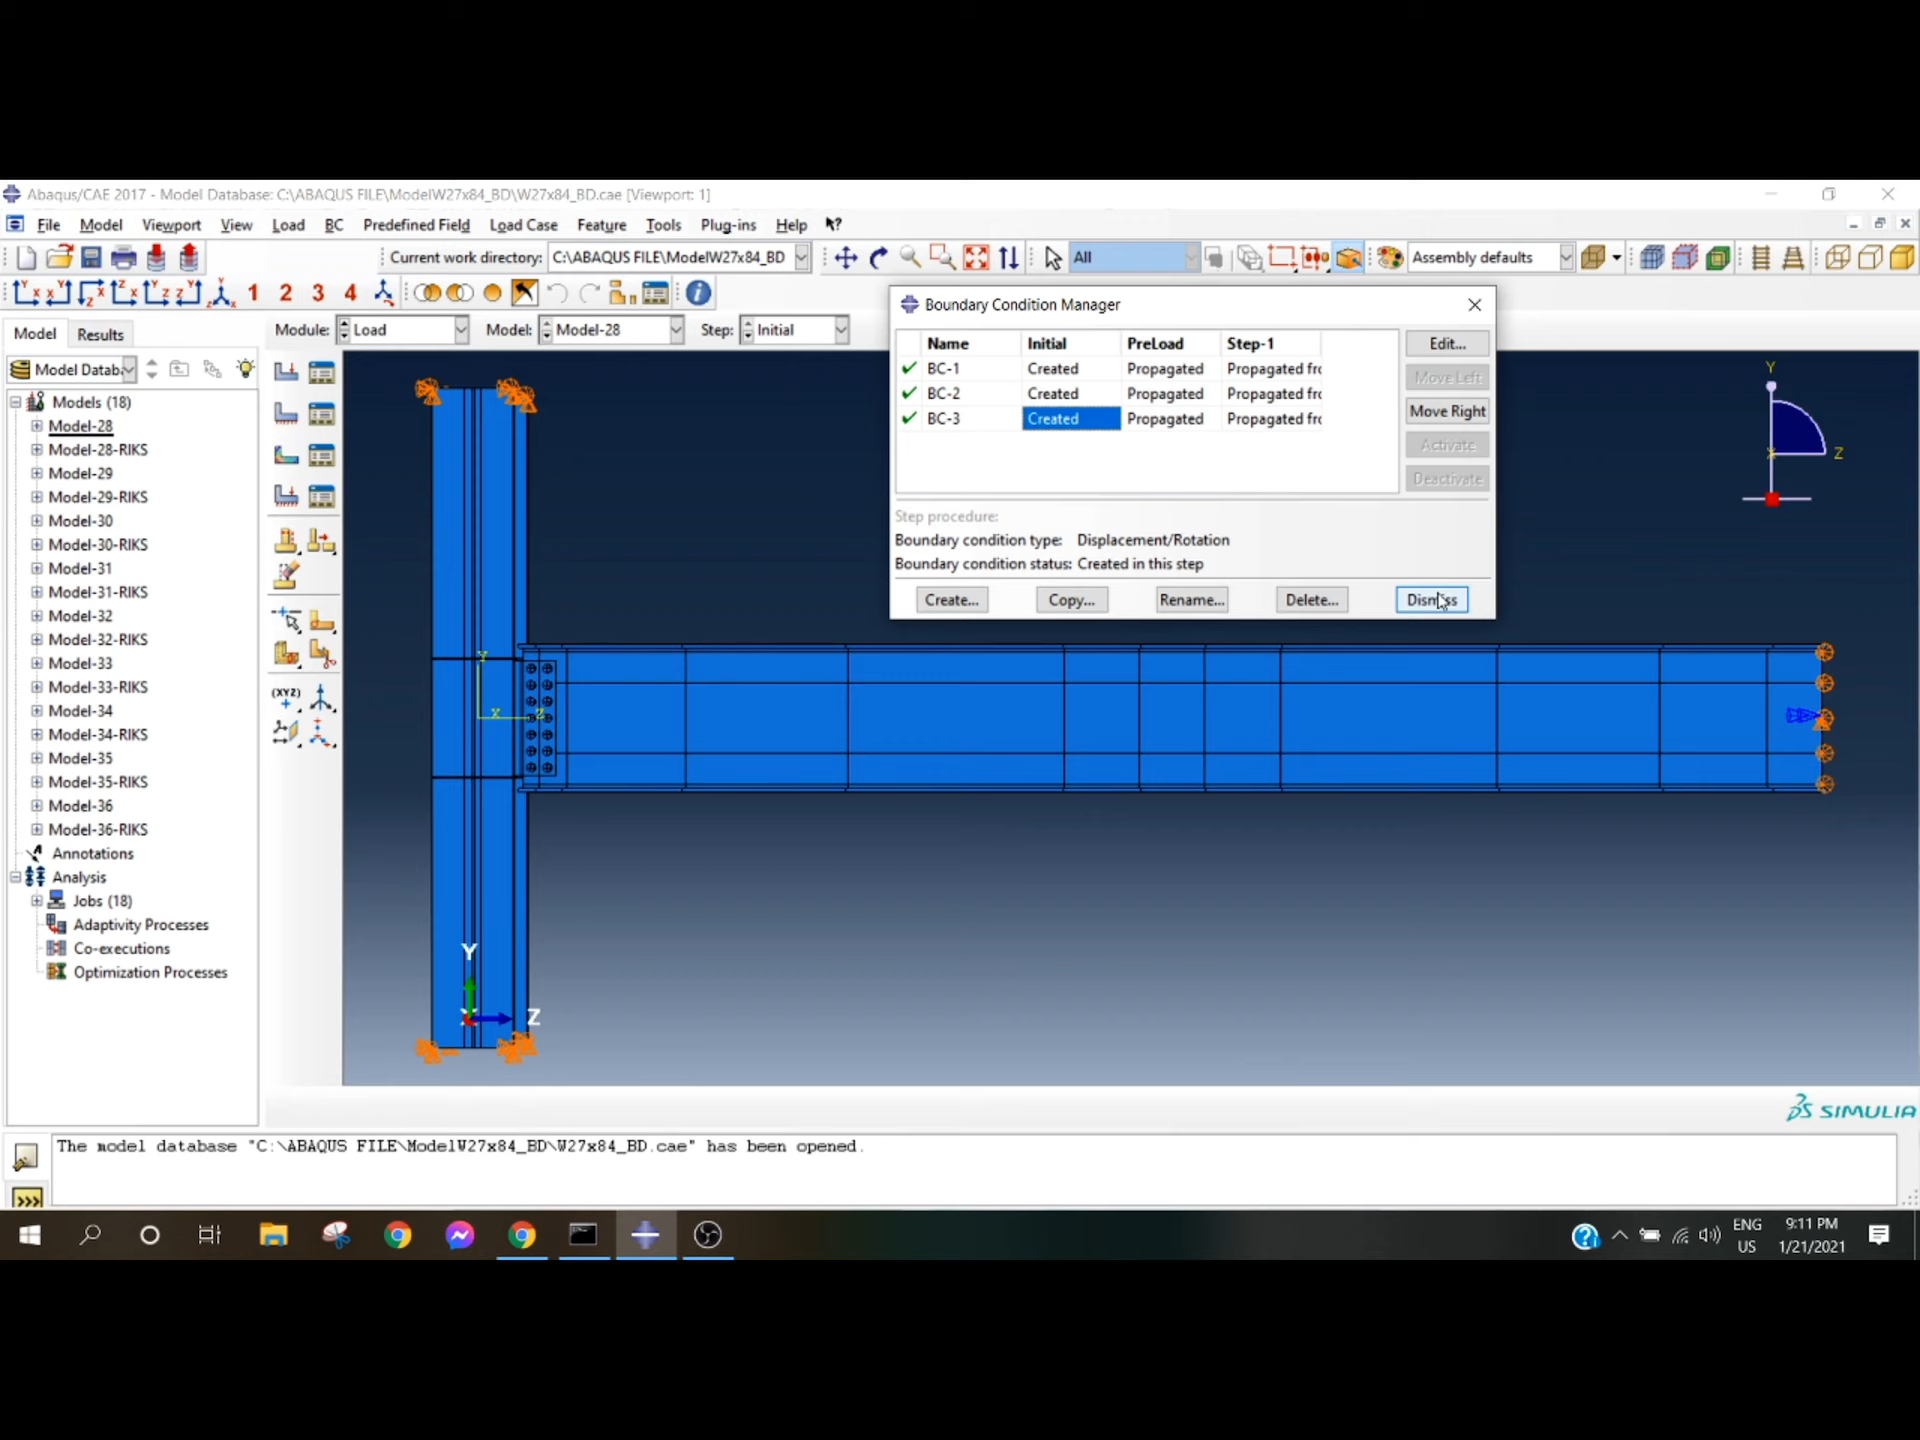 Abaqus/CAE 2017 - Model Database: C:\ABAQUS FILE\ModelW27x84_BD\W27x84_BD.cae [Viewport: 1]
File Model Viewport View Load BC Predefined Field Load Case Feature Tools Plug-ins Help
Current work directory: C:\ABAQUS FILE\ModelW27x84_BD
All
Assembly defaults
1 2 3 4
Model Results
Module: Load Model: Model-28 Step: Initial
Model Datab
Models (18)
Model-28
Model-28-RIKS
Model-29
Model-29-RIKS
Model-30
Model-30-RIKS
Model-31
Model-31-RIKS
Model-32
Model-32-RIKS
Model-33
Model-33-RIKS
Model-34
Model-34-RIKS
Model-35
Model-35-RIKS
Model-36
Model-36-RIKS
Annotations
Analysis
Jobs (18)
Adaptivity Processes
Co-executions
Optimization Processes
(XYZ)
Boundary Condition Manager
Name Initial PreLoad Step-1
BC-1 Created Propagated Propagated fro
BC-2 Created Propagated Propagated fro
BC-3 Created Propagated Propagated fro
Edit...
Move Left
Move Right
Activate
Deactivate
Step procedure:
Boundary condition type: Displacement/Rotation
Boundary condition status: Created in this step
Create... Copy... Rename... Delete... Dismiss
Y
X Z
Y
X Z
Y
X Z
SIMULIA
The model database "C:\ABAQUS FILE\ModelW27x84_BD\W27x84_BD.cae" has been opened.
>>>
ENG
US
9:11 PM
1/21/2021